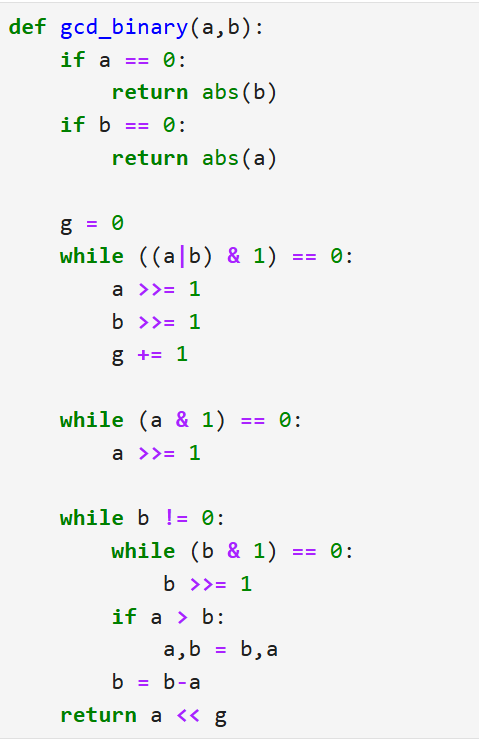 def gcd_binary(a,b):
    if a == 0:
        return abs(b)
    if b == 0:
        return abs(a)

    g = 0
    while ((a|b) & 1) == 0:
        a >>= 1
        b >>= 1
        g += 1

    while (a & 1) == 0:
        a >>= 1

    while b != 0:
        while (b & 1) == 0:
            b >>= 1
        if a > b:
            a,b = b,a
        b = b-a
    return a << g